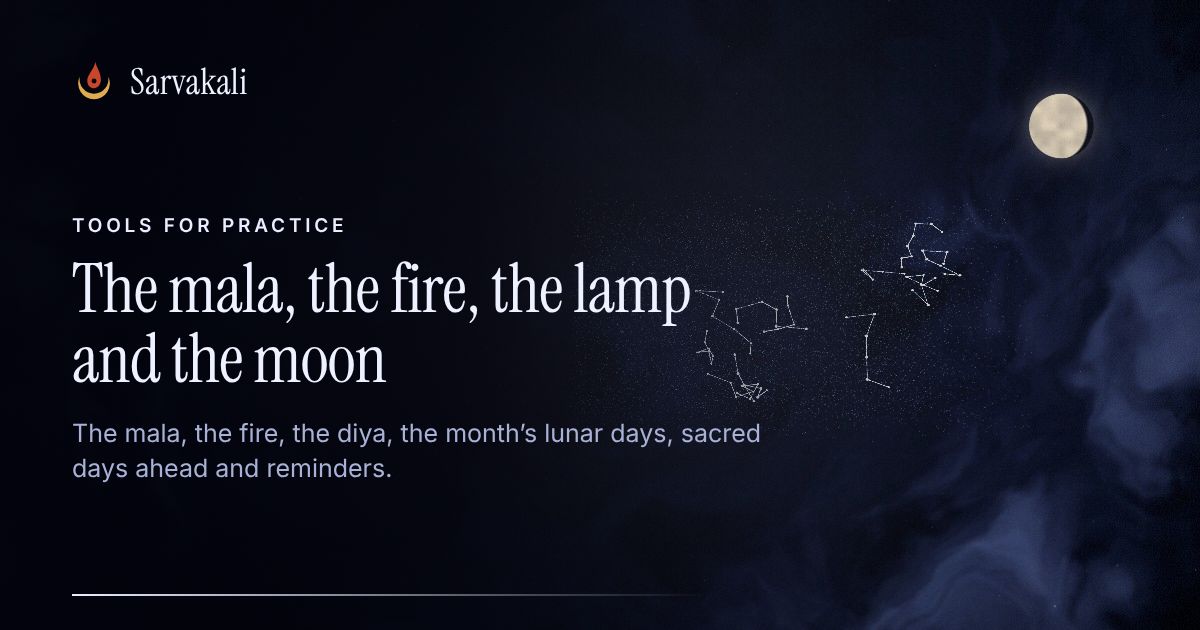 Sarvakali
TOOLS FOR PRACTICE
The mala, the fire, the lamp
and the moon
The mala, the fire, the diya, the month’s lunar days, sacred
days ahead and reminders.